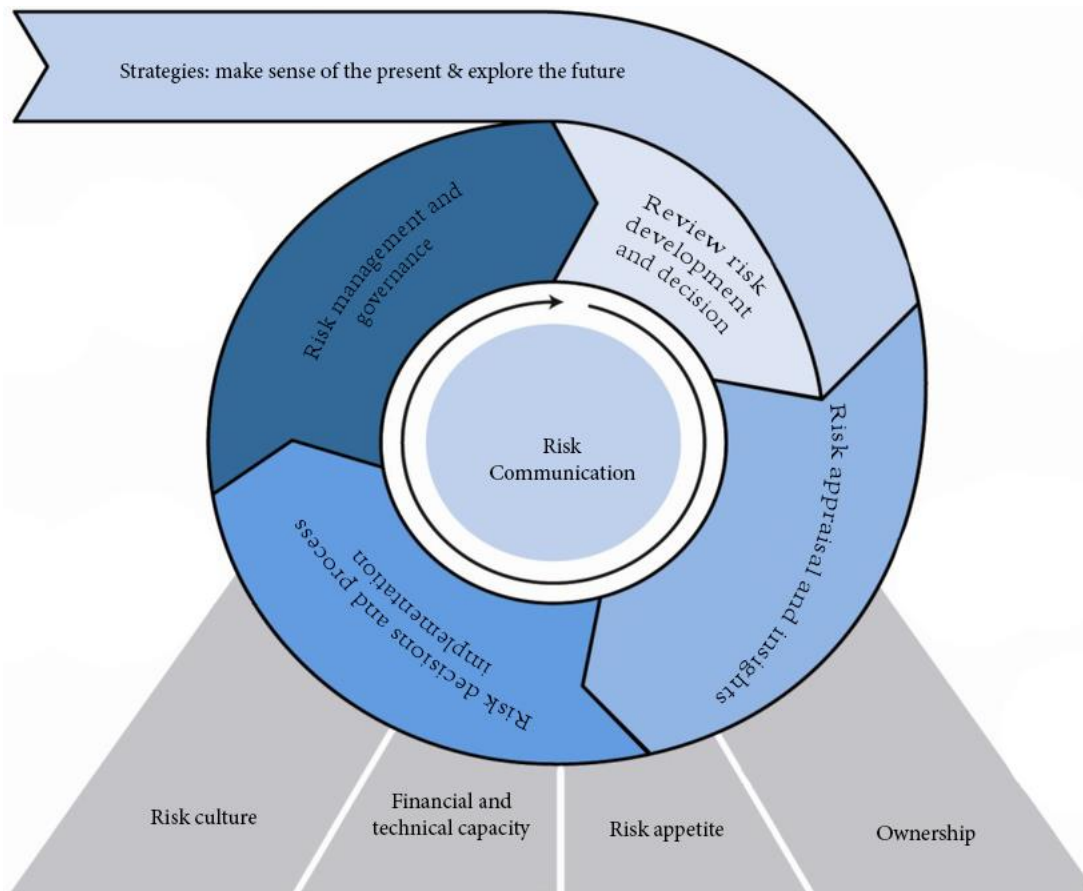 Strategies: make sense of the present & explore the future
Review risk
development
and decision
Risk appraisal and insights
Risk decisions and process
implementation
Risk management and
governance
Risk
Communication
Risk culture
Financial and
technical capacity
Risk appetite
Ownership